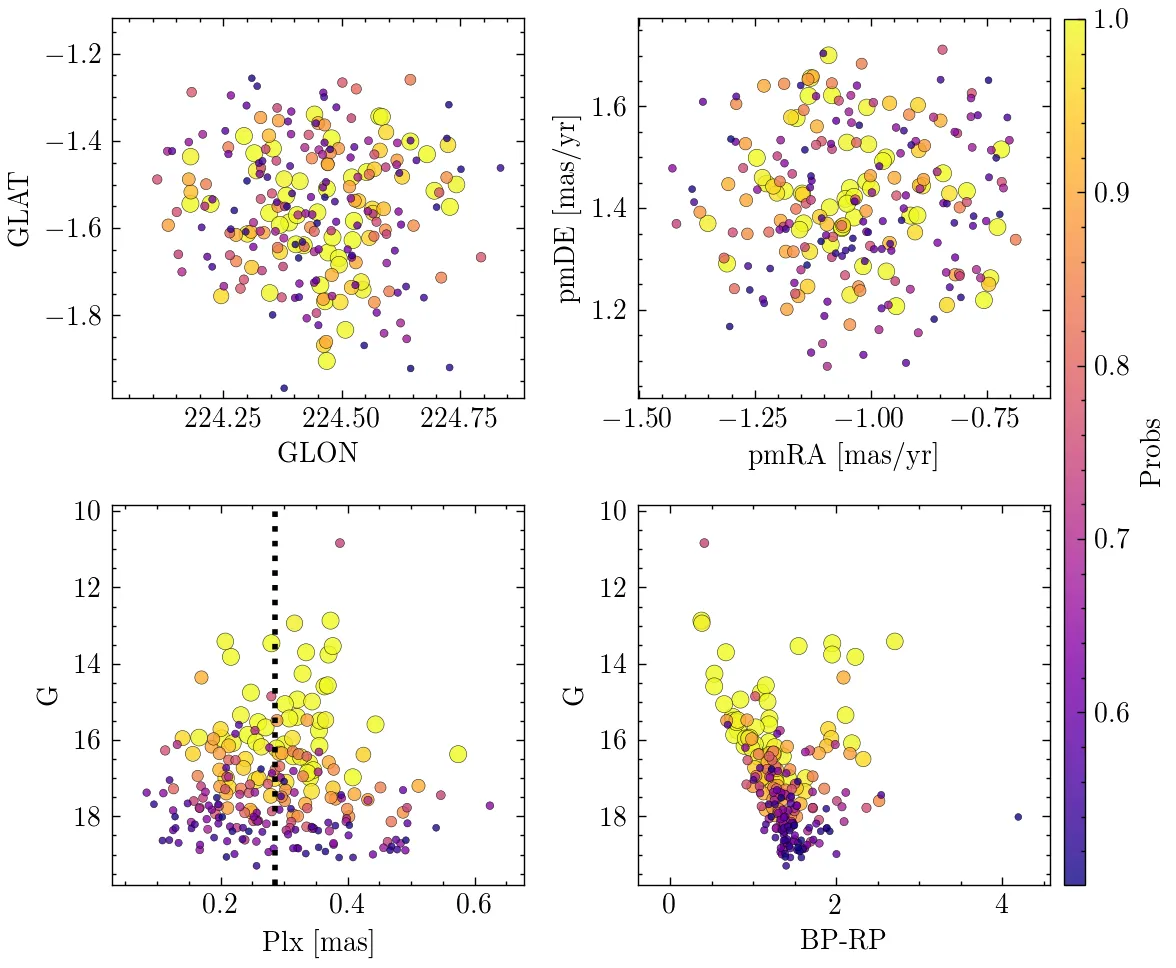 −1.2
−1.4
−1.6
−1.8
GLAT
224.25 224.50 224.75
GLON
1.6
1.4
1.2
pmDE [mas/yr]
−1.50 −1.25 −1.00 −0.75
pmRA [mas/yr]
10
12
14
16
18
G
0.2 0.4 0.6
Plx [mas]
10
12
14
16
18
G
0 2 4
BP-RP
1.0
0.9
0.8
0.7
0.6
Probs